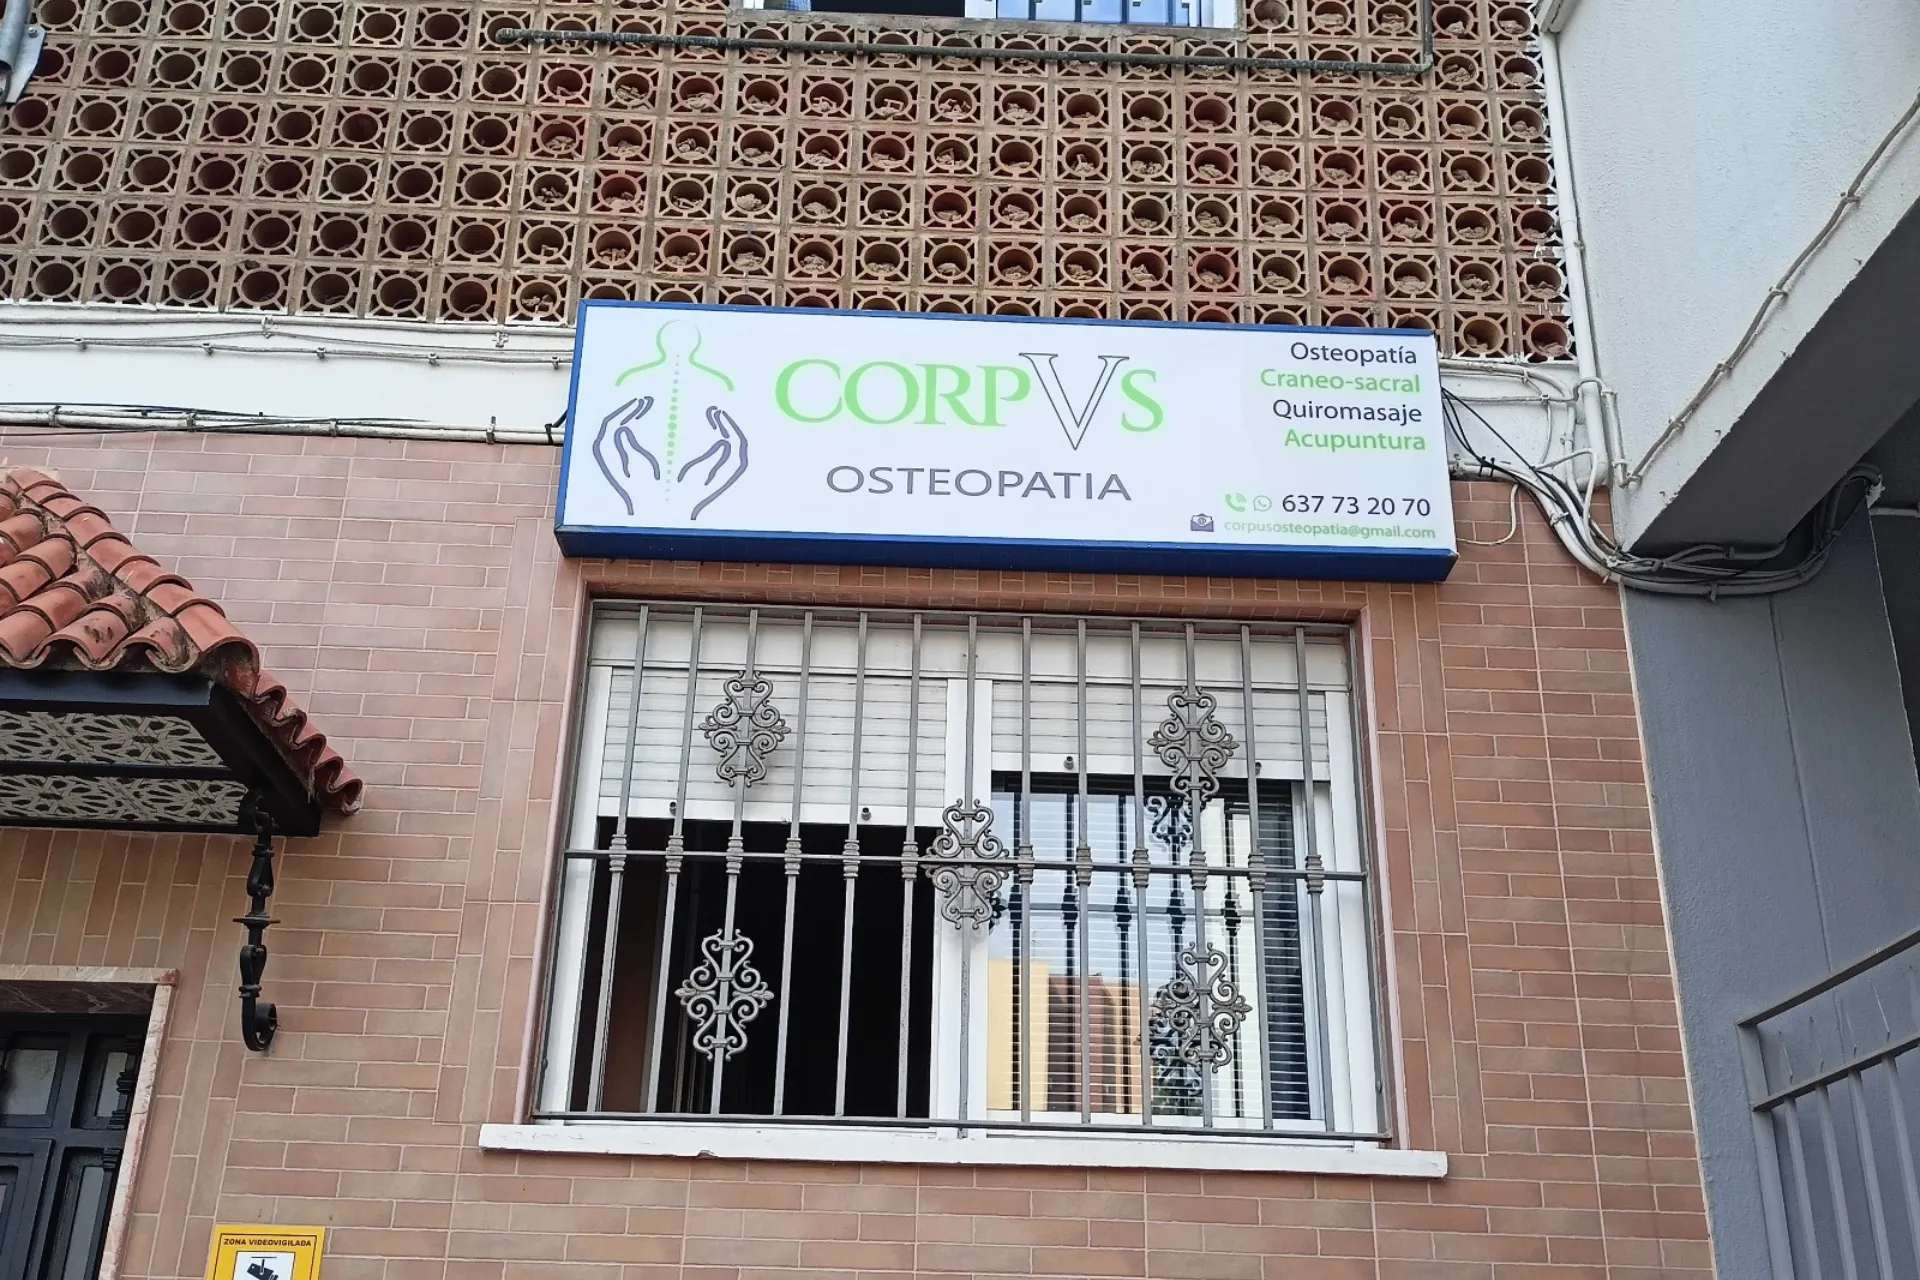 CORPVS
OSTEOPATIA
Osteopatía
Craneo-sacral
Quiromasaje
Acupuntura
637 73 20 70
corpusosteopatia@gmail.com
ZONA VIDEOVIGILADA